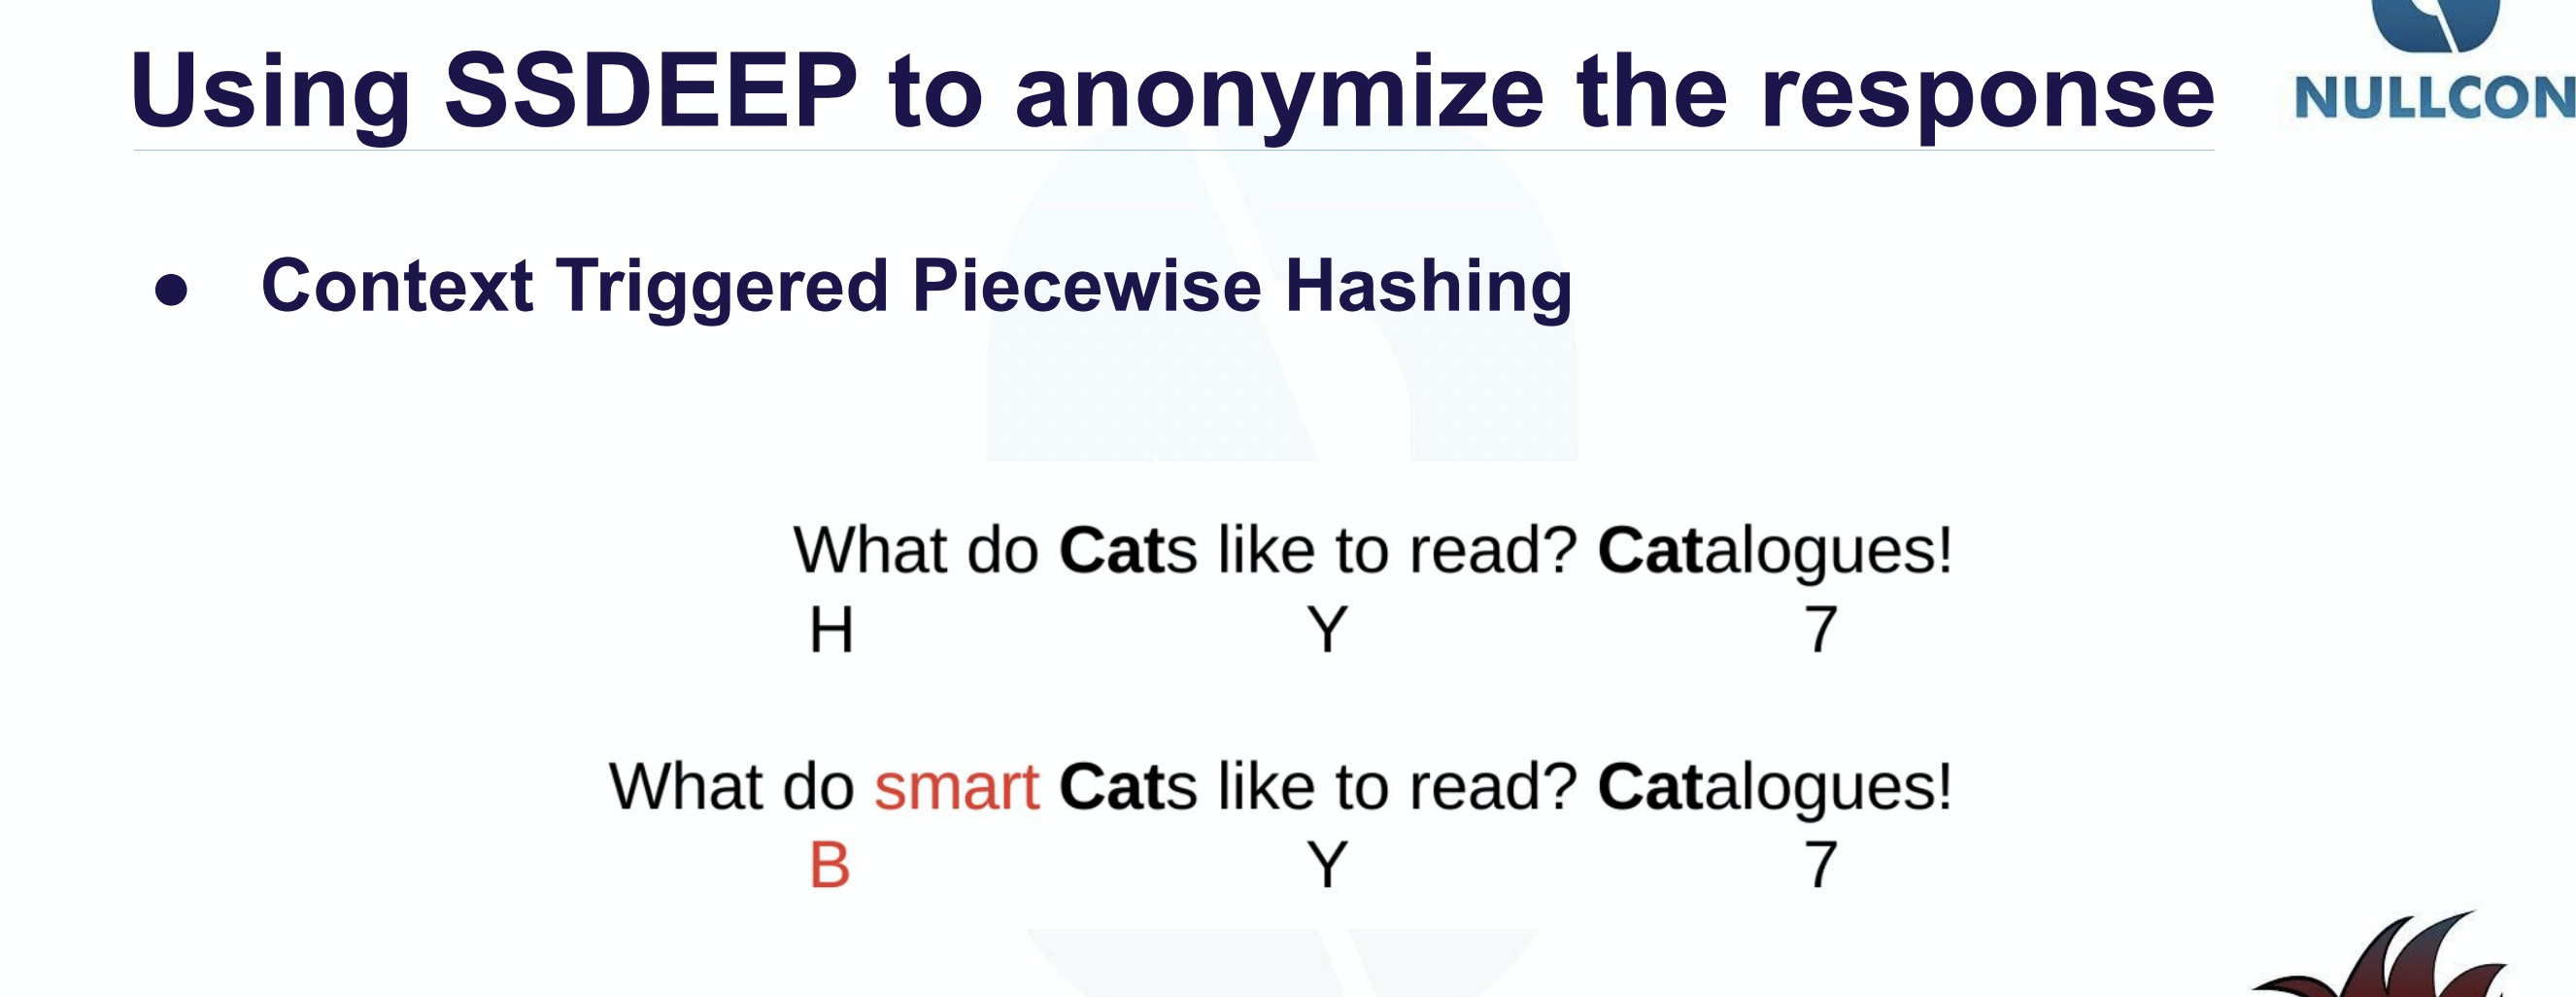 Using SSDEEP to anonymize the response
NULLCON
● Context Triggered Piecewise Hashing
What do Cats like to read? Catalogues!
H Y 7
What do smart Cats like to read? Catalogues!
B Y 7